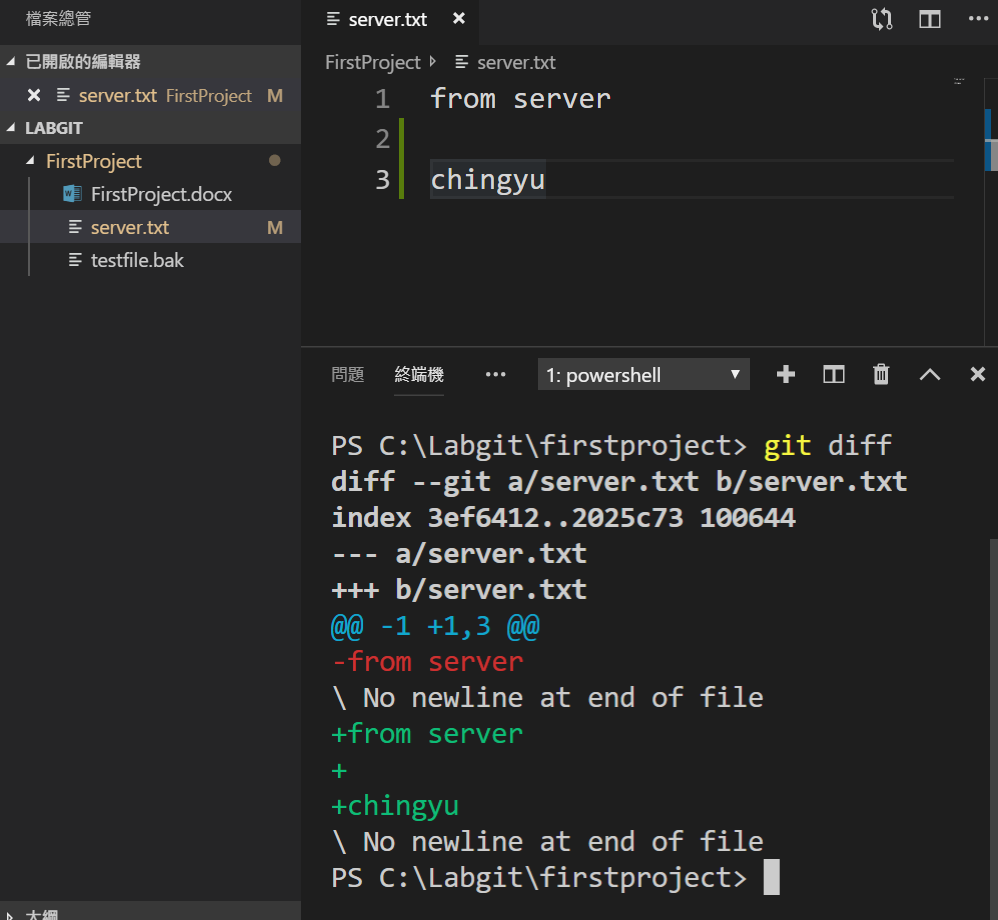 檔案總管
已開啟的編輯器
server.txt FirstProject M
LABGIT
FirstProject
FirstProject.docx
server.txt M
testfile.bak
大綱
server.txt
FirstProject server.txt
1 from server
2
3 chingyu
問題 終端機 ••• 1: powershell
PS C:\Labgit\firstproject> git diff
diff --git a/server.txt b/server.txt
index 3ef6412..2025c73 100644
--- a/server.txt
+++ b/server.txt
@@ -1 +1,3 @@
-from server
\ No newline at end of file
+from server
+
+chingyu
\ No newline at end of file
PS C:\Labgit\firstproject>